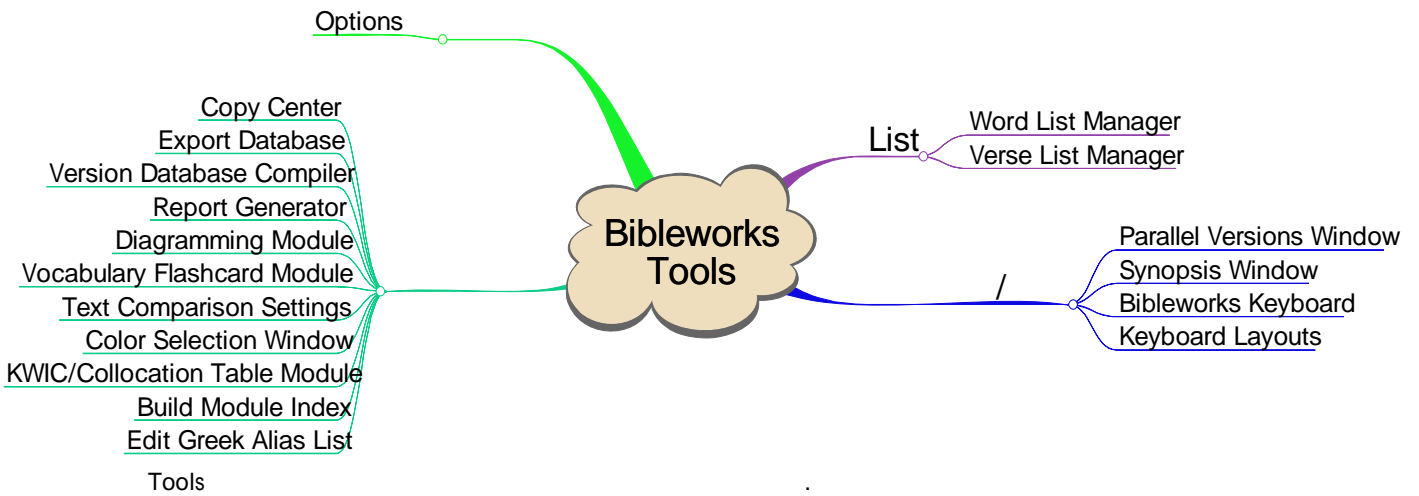 Options
Copy Center
Export Database
Version Database Compiler
Report Generator
Diagramming Module
Vocabulary Flashcard Module
Text Comparison Settings
Color Selection Window
KWIC/Collocation Table Module
Build Module Index
Edit Greek Alias List
Bibleworks
Tools
List
Word List Manager
Verse List Manager
/
Parallel Versions Window
Synopsis Window
Bibleworks Keyboard
Keyboard Layouts
Tools .